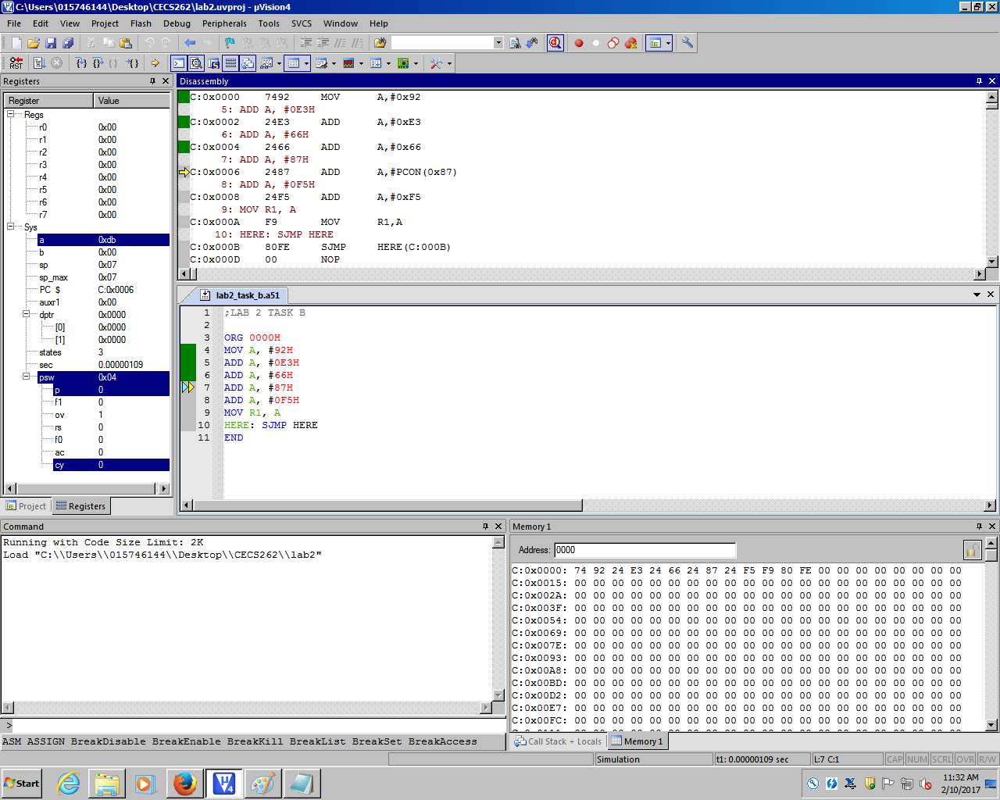 C:\Users\015746144\Desktop\CECS262\lab2.uvproj - µVision4
File Edit View Project Flash Debug Peripherals Tools SVCS Window Help
RST
Registers
Register Value
Regs
r0 0x00
r1 0x00
r2 0x00
r3 0x00
r4 0x00
r5 0x00
r6 0x00
r7 0x00
Sys
a 0xdb
b 0x00
sp 0x07
sp_max 0x07
PC $ C:0x0006
auxr1 0x00
dptr 0x0000
[0] 0x0000
[1] 0x0000
states 3
sec 0.00000109
psw 0x04
p 0
f1 0
ov 1
rs 0
f0 0
ac 0
cy 0
Project Registers
Disassembly
C:0x0000 7492 MOV A,#0x92
5: ADD A, #0E3H
C:0x0002 24E3 ADD A,#0xE3
6: ADD A, #66H
C:0x0004 2466 ADD A,#0x66
7: ADD A, #87H
C:0x0006 2487 ADD A,#PCON(0x87)
8: ADD A, #0F5H
C:0x0008 24F5 ADD A,#0xF5
9: MOV R1, A
C:0x000A F9 MOV R1,A
10: HERE: SJMP HERE
C:0x000B 80FE SJMP HERE(C:000B)
C:0x000D 00 NOP
lab2_task_b.a51
1 ;LAB 2 TASK B
2
3 ORG 0000H
4 MOV A, #92H
5 ADD A, #0E3H
6 ADD A, #66H
7 ADD A, #87H
8 ADD A, #0F5H
9 MOV R1, A
10 HERE: SJMP HERE
11 END
Command
Running with Code Size Limit: 2K
Load "C:\\Users\\015746144\\Desktop\\CECS262\\lab2"
>
ASM ASSIGN BreakDisable BreakEnable BreakKill BreakList BreakSet BreakAccess
Memory 1
Address: 0000
C:0x0000: 74 92 24 E3 24 66 24 87 24 F5 F9 80 FE 00 00 00 00 00 00 00 00
C:0x0015: 00 00 00 00 00 00 00 00 00 00 00 00 00 00 00 00 00 00 00 00 00
C:0x002A: 00 00 00 00 00 00 00 00 00 00 00 00 00 00 00 00 00 00 00 00 00
C:0x003F: 00 00 00 00 00 00 00 00 00 00 00 00 00 00 00 00 00 00 00 00 00
C:0x0054: 00 00 00 00 00 00 00 00 00 00 00 00 00 00 00 00 00 00 00 00 00
C:0x0069: 00 00 00 00 00 00 00 00 00 00 00 00 00 00 00 00 00 00 00 00 00
C:0x007E: 00 00 00 00 00 00 00 00 00 00 00 00 00 00 00 00 00 00 00 00 00
C:0x0093: 00 00 00 00 00 00 00 00 00 00 00 00 00 00 00 00 00 00 00 00 00
C:0x00A8: 00 00 00 00 00 00 00 00 00 00 00 00 00 00 00 00 00 00 00 00 00
C:0x00BD: 00 00 00 00 00 00 00 00 00 00 00 00 00 00 00 00 00 00 00 00 00
C:0x00D2: 00 00 00 00 00 00 00 00 00 00 00 00 00 00 00 00 00 00 00 00 00
C:0x00E7: 00 00 00 00 00 00 00 00 00 00 00 00 00 00 00 00 00 00 00 00 00
C:0x00FC: 00 00 00 00 00 00 00 00 00 00 00 00 00 00 00 00 00 00 00 00 00
Call Stack + Locals Memory 1
Simulation t1: 0.00000109 sec L:7 C:1 CAP NUM SCRL OVR R/W
Start
11:32 AM
2/10/2017